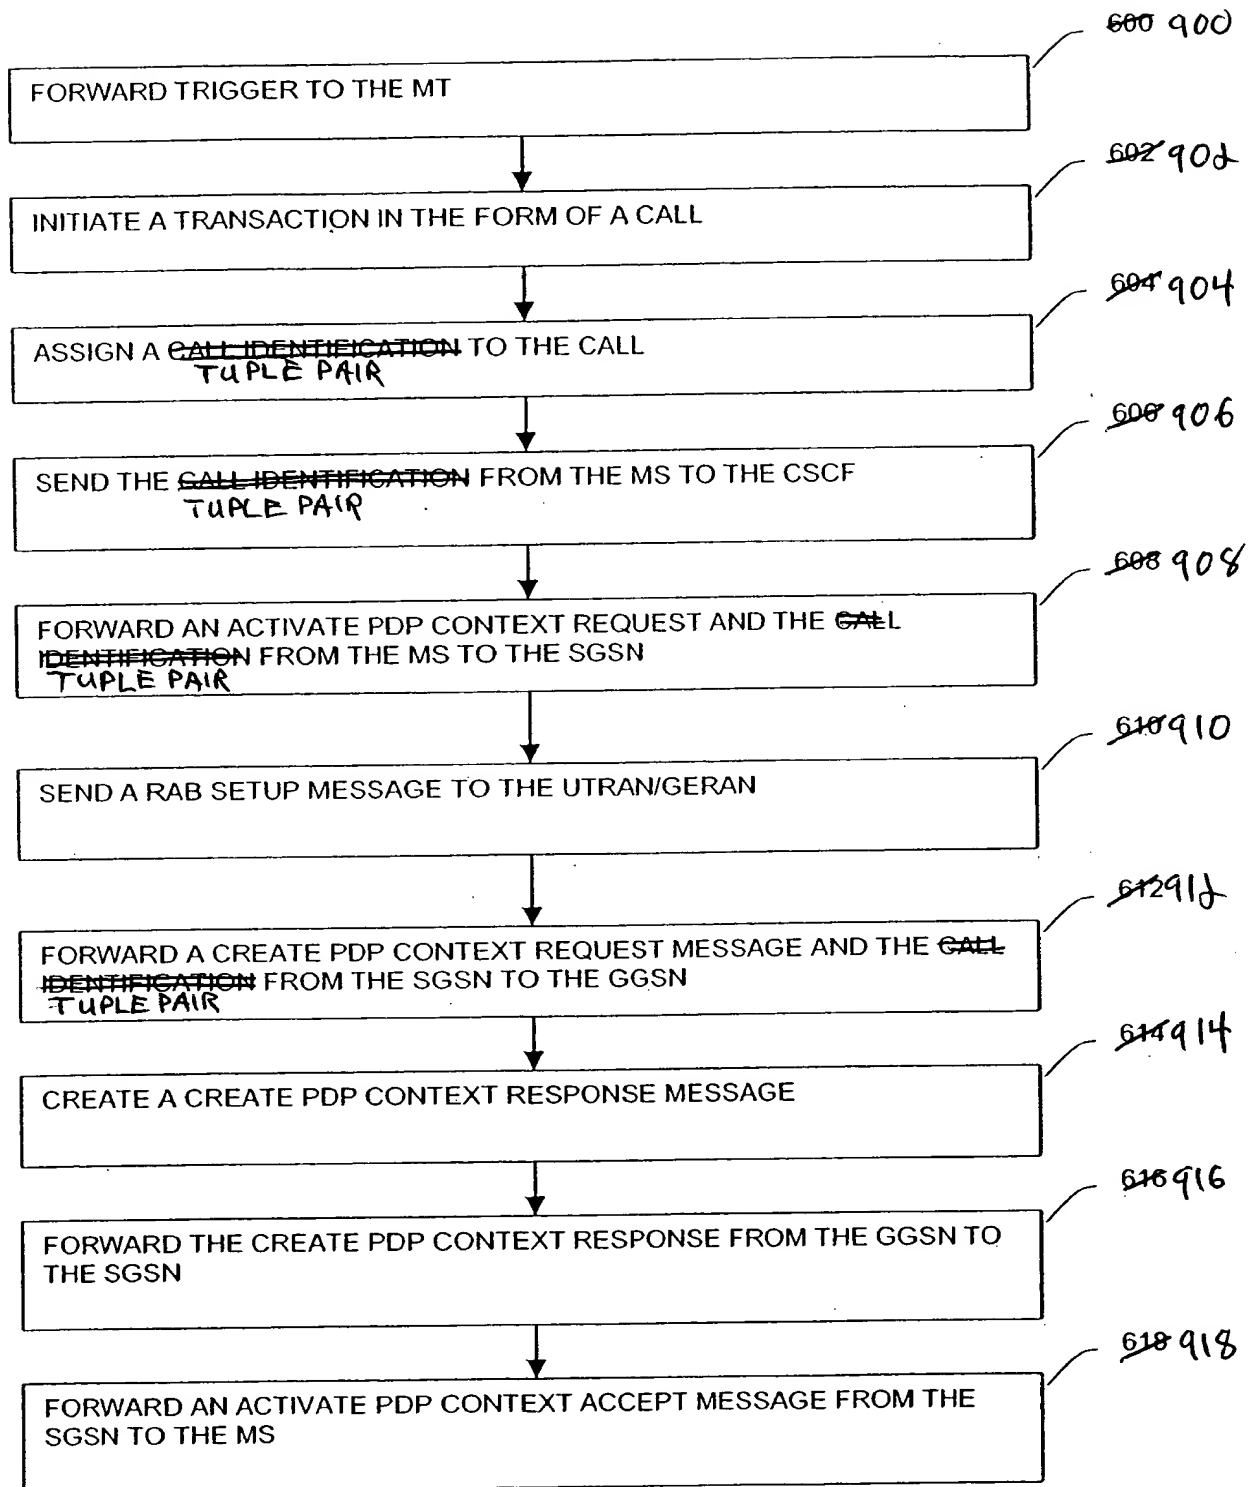 600 900
FORWARD TRIGGER TO THE MT
602 902
INITIATE A TRANSACTION IN THE FORM OF A CALL
604 904
ASSIGN A CALL IDENTIFICATION TO THE CALL
TUPLE PAIR
606 906
SEND THE CALL IDENTIFICATION FROM THE MS TO THE CSCF
TUPLE PAIR
608 908
FORWARD AN ACTIVATE PDP CONTEXT REQUEST AND THE CALL
IDENTIFICATION FROM THE MS TO THE SGSN
TUPLE PAIR
610 910
SEND A RAB SETUP MESSAGE TO THE UTRAN/GERAN
612 912
FORWARD A CREATE PDP CONTEXT REQUEST MESSAGE AND THE CALL
IDENTIFICATION FROM THE SGSN TO THE GGSN
TUPLE PAIR
614 914
CREATE A CREATE PDP CONTEXT RESPONSE MESSAGE
616 916
FORWARD THE CREATE PDP CONTEXT RESPONSE FROM THE GGSN TO
THE SGSN
618 918
FORWARD AN ACTIVATE PDP CONTEXT ACCEPT MESSAGE FROM THE
SGSN TO THE MS